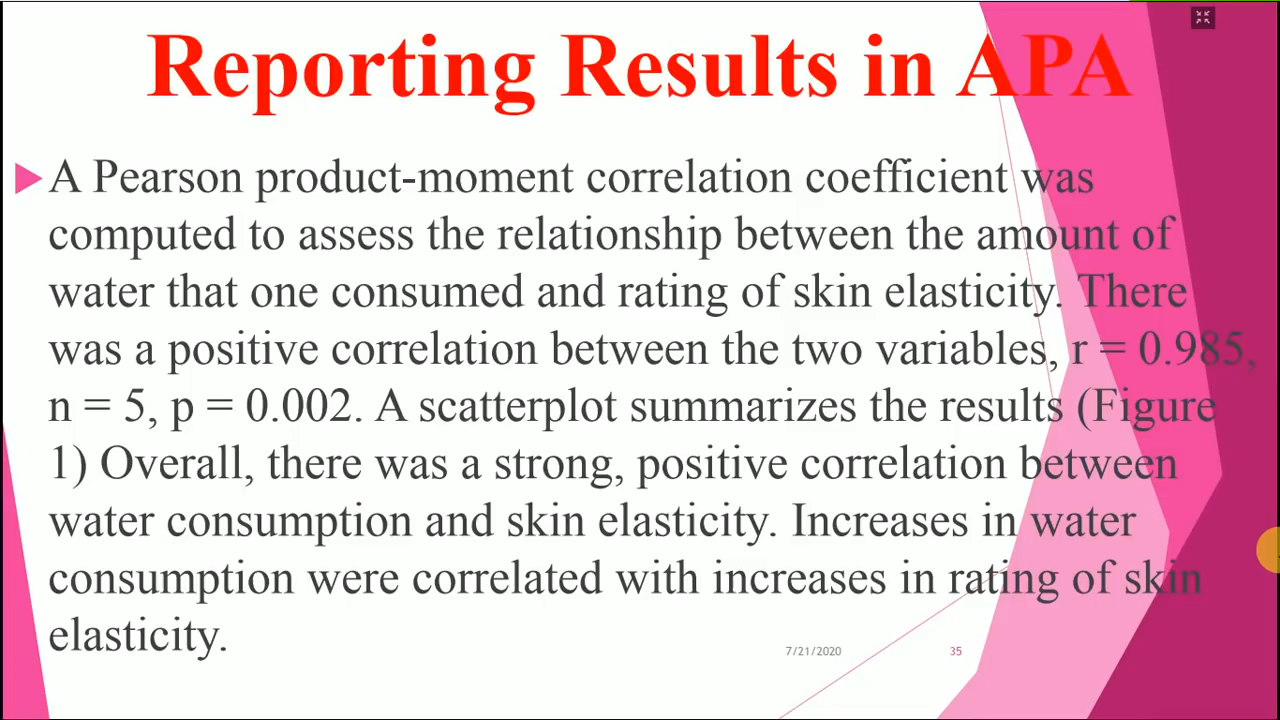 Reporting Results in APA
A Pearson product-moment correlation coefficient was
computed to assess the relationship between the amount of
water that one consumed and rating of skin elasticity. There
was a positive correlation between the two variables, r = 0.985,
n = 5, p = 0.002. A scatterplot summarizes the results (Figure
1) Overall, there was a strong, positive correlation between
water consumption and skin elasticity. Increases in water
consumption were correlated with increases in rating of skin
elasticity.
7/21/2020
35